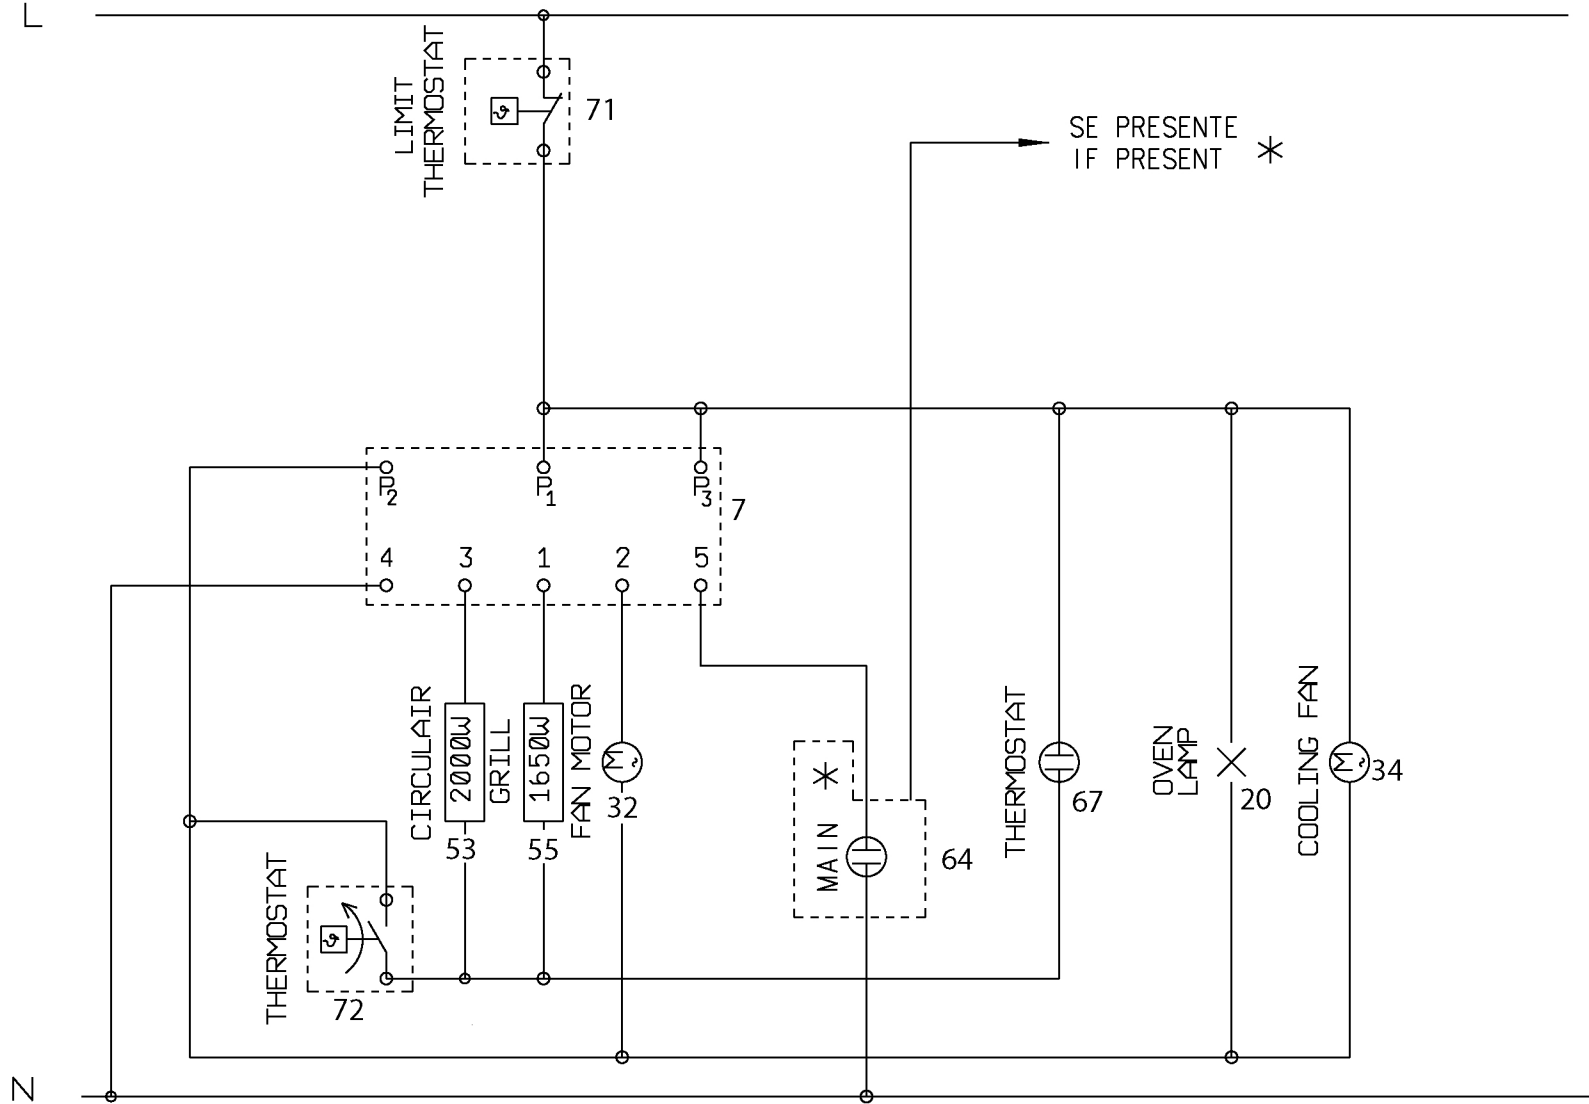 L
LIMIT
THERMOSTAT
71
SE PRESENTE
IF PRESENT *
P2
P1
P3
7
4 3 1 2 5
CIRCULAIR
2000W
GRILL
1650W
FAN MOTOR
M ~
32
53
55
*
MAIN
64
THERMOSTAT
67
OVEN
LAMP
20
COOLING FAN
M ~
34
THERMOSTAT
72
N